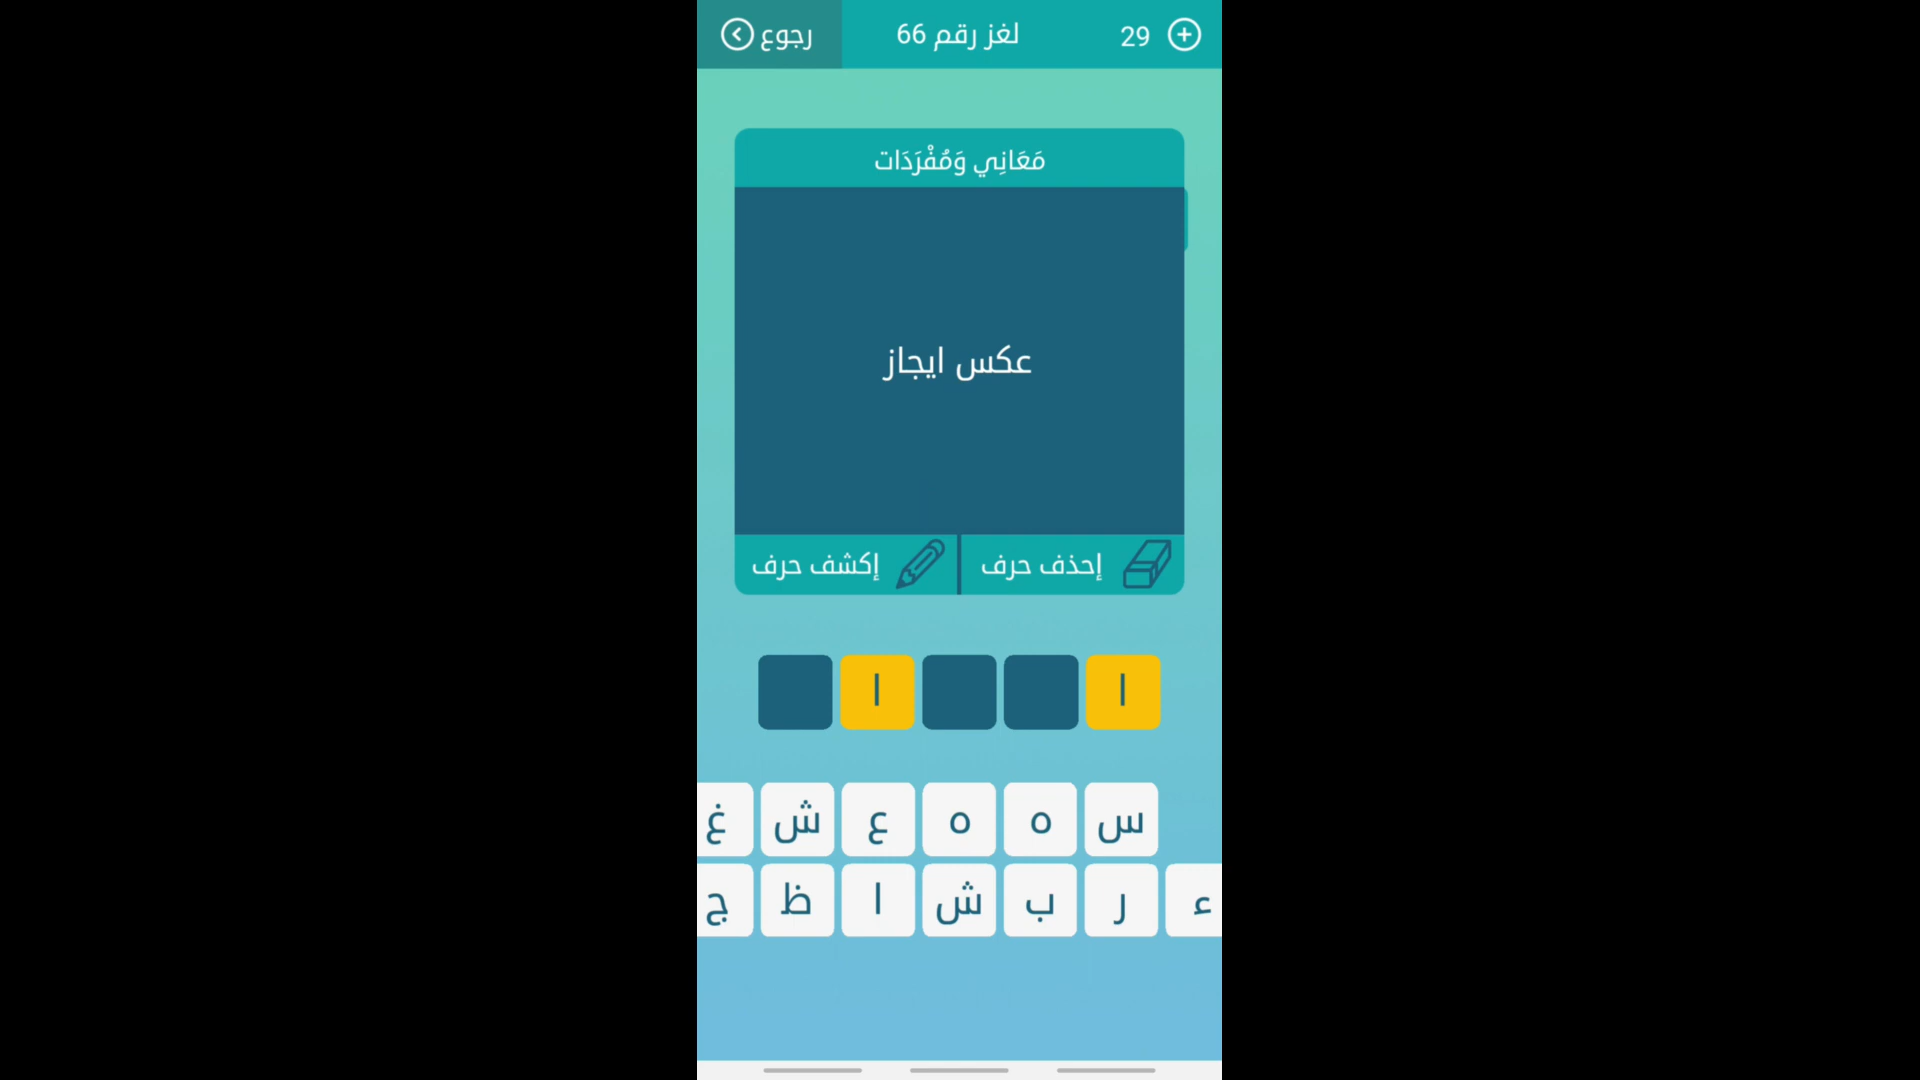 29 لغز رقم 66 رجوع
مَعَانِي وَمُفْرَدَات
عكس ايجاز
إحذف حرف إكشف حرف
ا ا
س ه ه ع ش غ
ء ر ب ش ا ظ ج